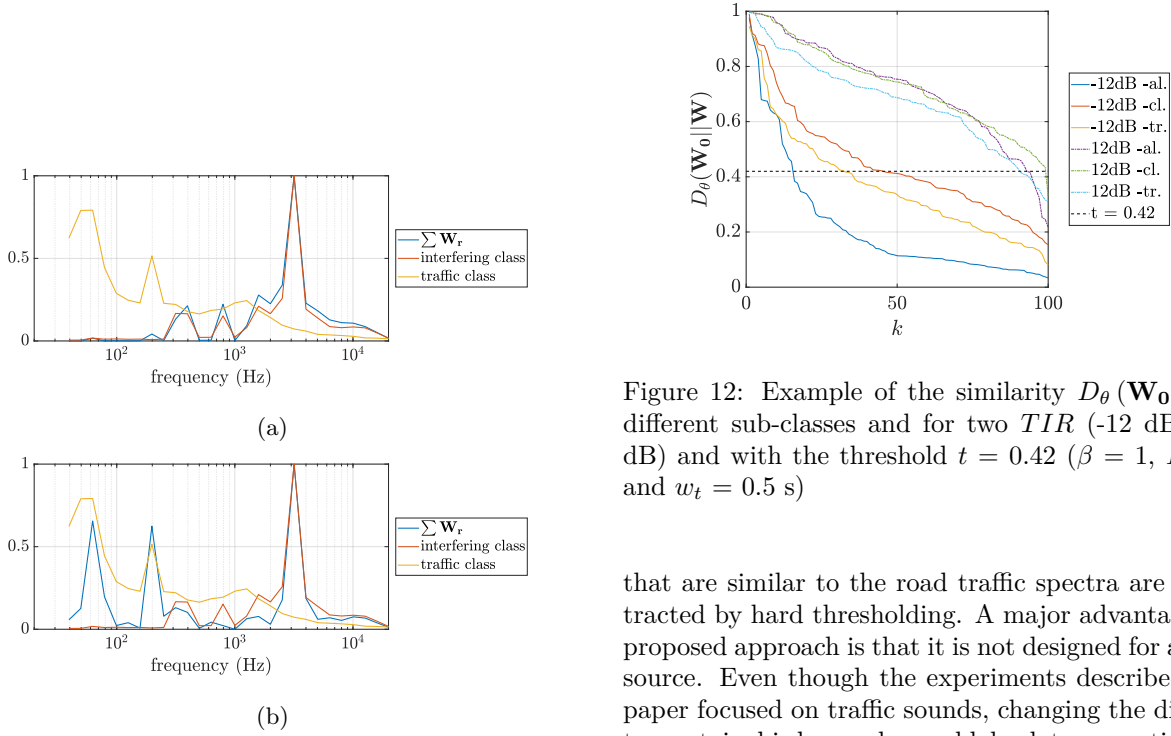 1
0.5
0
∑ W_r
interfering class
traffic class
10^2
10^3
10^4
frequency (Hz)
(a)
1
0.5
0
∑ W_r
interfering class
traffic class
10^2
10^3
10^4
frequency (Hz)
(b)
1
0.8
0.6
0.4
0.2
0
D_θ(W_0||W)
0
50
100
k
-12dB -al.
-12dB -cl.
-12dB -tr.
12dB -al.
12dB -cl.
12dB -tr.
t = 0.42
Figure 12: Example of the similarity D_θ (W_0
different sub-classes and for two TIR (-12 dB
dB) and with the threshold t = 0.42 (β = 1,
and w_t = 0.5 s)
that are similar to the road traffic spectra are
tracted by hard thresholding. A major advanta
proposed approach is that it is not designed for a
source. Even though the experiments describe
paper focused on traffic sounds, changing the di